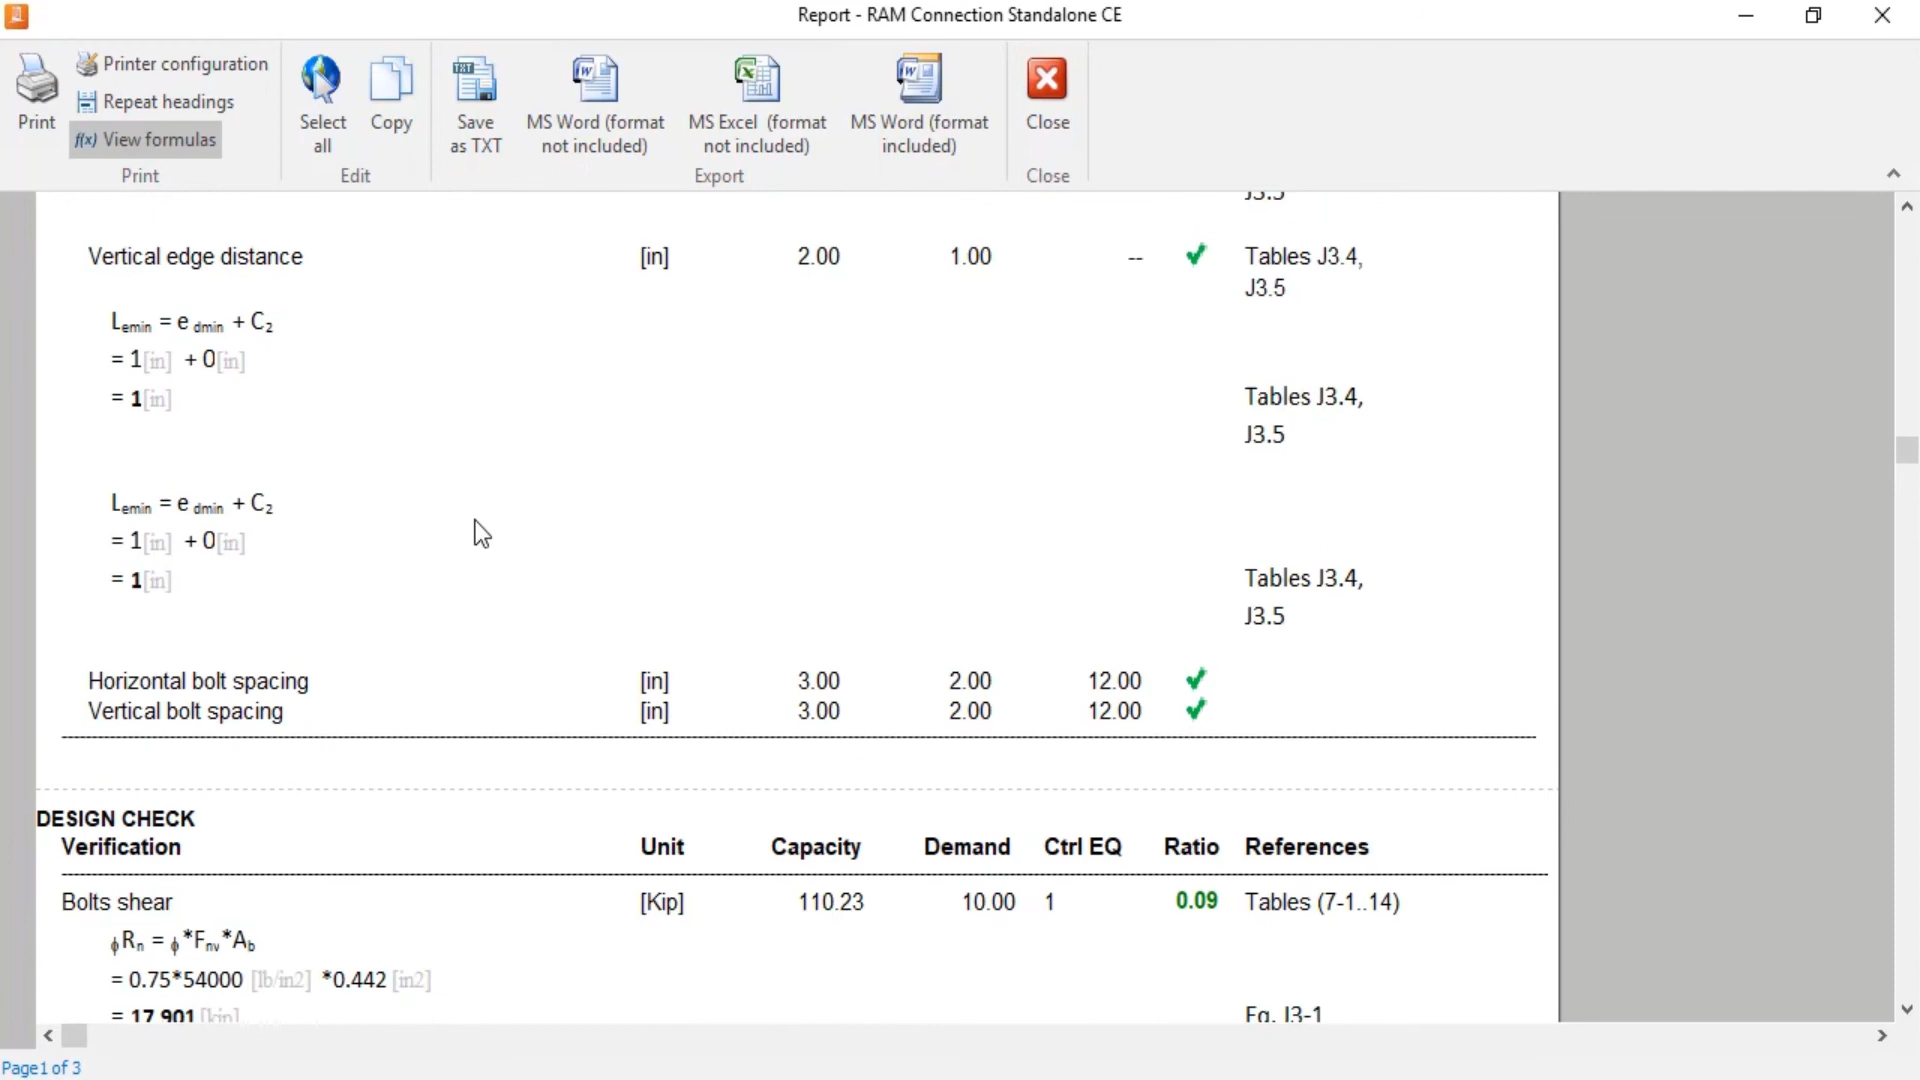 Report - RAM Connection Standalone CE
Print
Printer configuration
Repeat headings
f(x) View formulas
Print
Select all
Copy
Edit
TXT
Save as TXT
MS Word (format not included)
MS Excel (format not included)
MS Word (format included)
Export
Close
Close
J3.5
Vertical edge distance [in] 2.00 1.00 -- Tables J3.4,
J3.5
Lemin = e dmin + C2
= 1[in] + 0[in]
= 1[in]
Tables J3.4,
J3.5
Lemin = e dmin + C2
= 1[in] + 0[in]
= 1[in]
Tables J3.4,
J3.5
Horizontal bolt spacing [in] 3.00 2.00 12.00
Vertical bolt spacing [in] 3.00 2.00 12.00
DESIGN CHECK
Verification Unit Capacity Demand Ctrl EQ Ratio References
Bolts shear [Kip] 110.23 10.00 1 0.09 Tables (7-1..14)
ϕRn = ϕ*Fnv*Ab
= 0.75*54000 [lb/in2] *0.442 [in2]
= 17.901 [kip]
Eq. J3-1
Page1 of 3